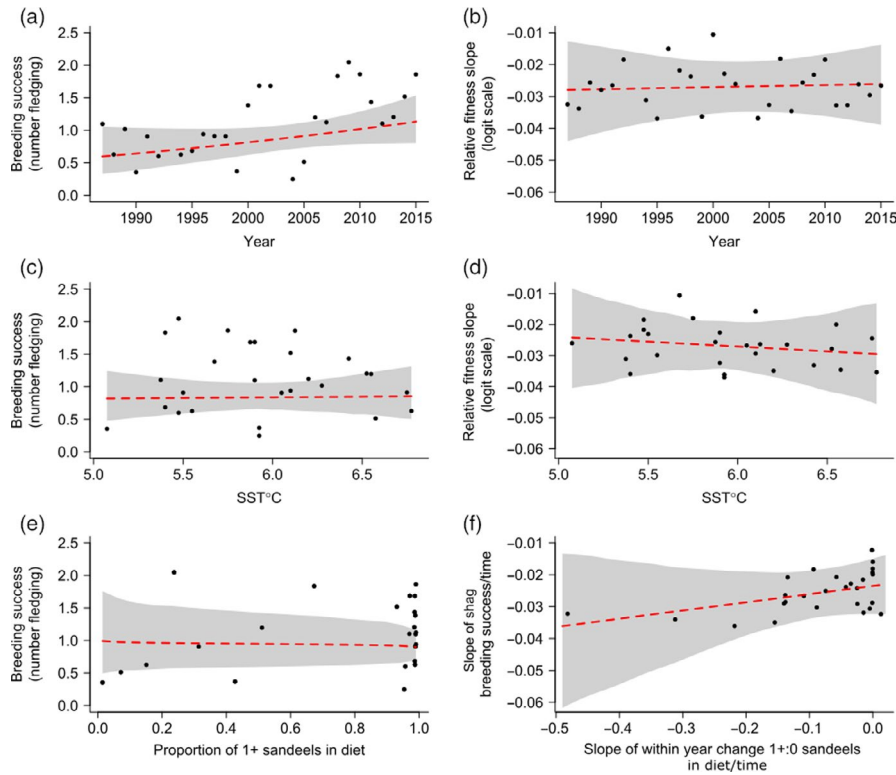 (a)
Breeding success
(number fledging)
2.5
2.0
1.5
1.0
0.5
0.0
1990 1995 2000 2005 2010 2015
Year
(b)
Relative fitness slope
(logit scale)
−0.01
−0.02
−0.03
−0.04
−0.05
−0.06
1990 1995 2000 2005 2010 2015
Year
(c)
Breeding success
(number fledging)
2.5
2.0
1.5
1.0
0.5
0.0
5.0 5.5 6.0 6.5
SST°C
(d)
Relative fitness slope
(logit scale)
−0.01
−0.02
−0.03
−0.04
−0.05
−0.06
5.0 5.5 6.0 6.5
SST°C
(e)
Breeding success
(number fledging)
2.5
2.0
1.5
1.0
0.5
0.0
0.0 0.2 0.4 0.6 0.8 1.0
Proportion of 1+ sandeels in diet
(f)
Slope of shag
breeding success/time
−0.01
−0.02
−0.03
−0.04
−0.05
−0.06
−0.5 −0.4 −0.3 −0.2 −0.1 0.0
Slope of within year change 1+:0 sandeels
in diet/time